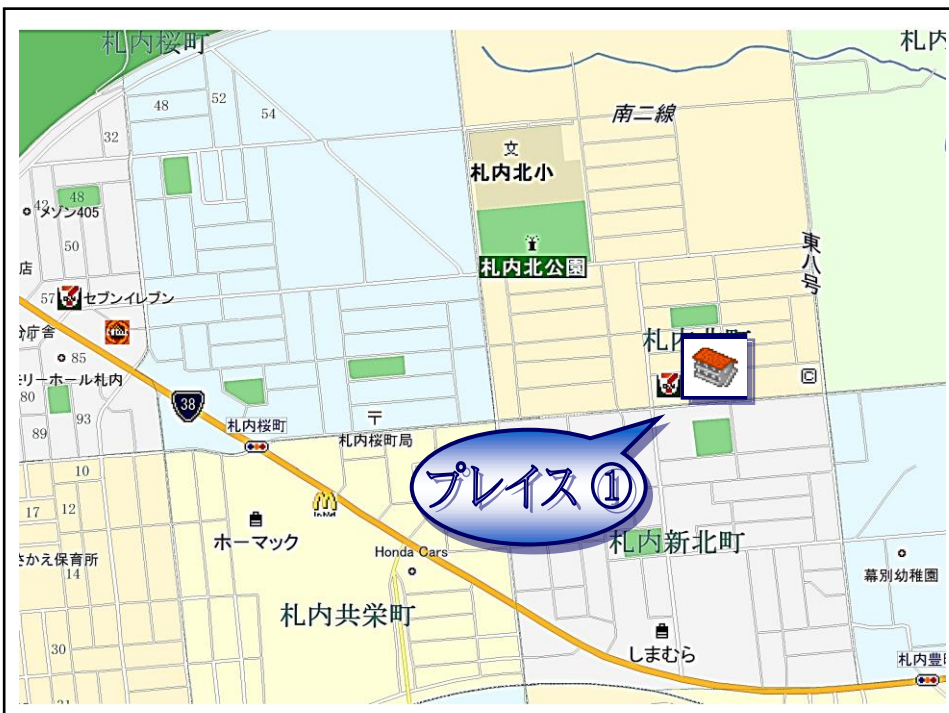 札内桜町
札内
48
52
54
32
南二線
文
札内北小
42
48
メゾン405
50
店
札内北公園
東八号
57
セブンイレブン
庁舎
85
ーホール札内
80
93
89
38
札内桜町
〒
札内桜町局
札内北町
C
プレイス①
10
17
12
ホーマック
Honda Cars
さかえ保育所
14
札内新北町
幕別幼稚園
札内共栄町
30
しまむら
札内豊町
31